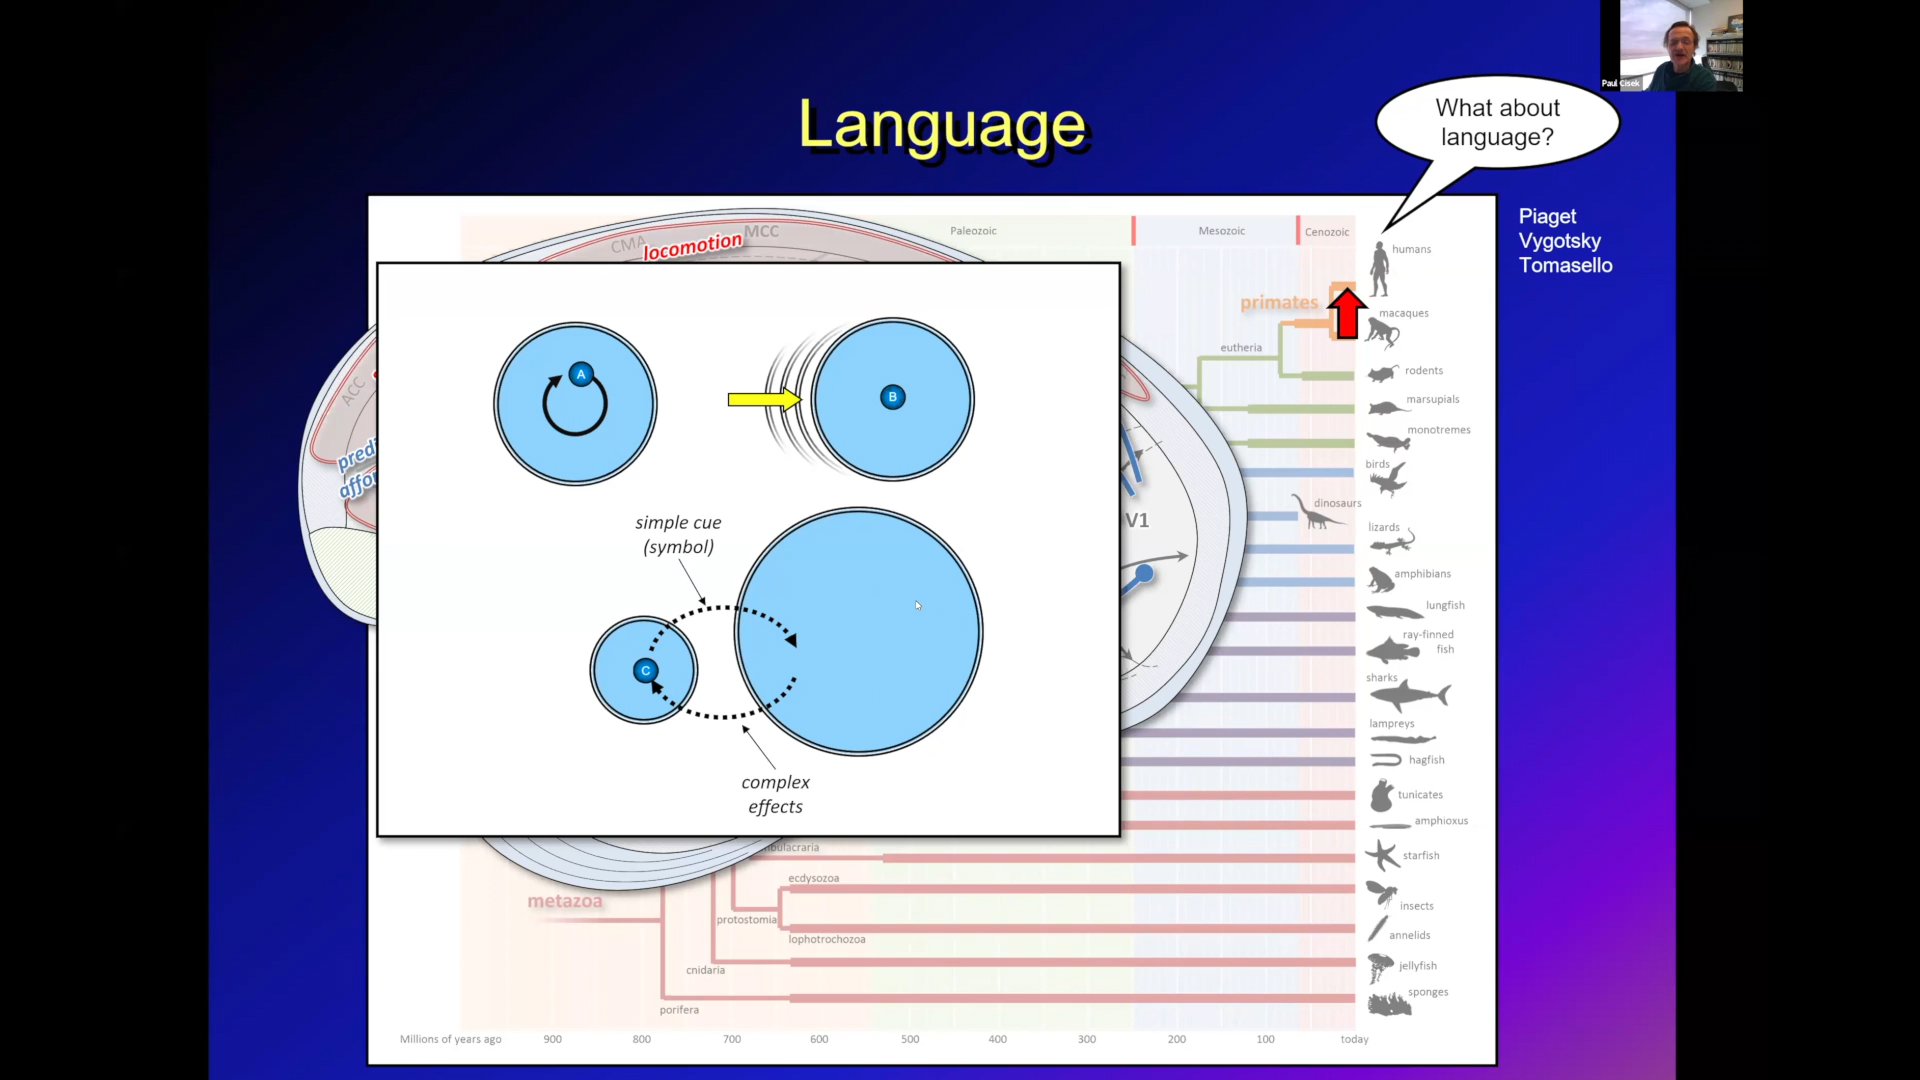 Paul Cisek
Language
What about
language?
Piaget
Vygotsky
Tomasello
CMA
MCC
locomotion
Paleozoic
Mesozoic
Cenozoic
humans
primates
macaques
eutheria
rodents
marsupials
monotremes
birds
dinosaurs
lizards
amphibians
lungfish
ray-finned
fish
sharks
lampreys
hagfish
tunicates
amphioxus
starfish
insects
annelids
jellyfish
sponges
ACC
V1
A
B
simple cue
(symbol)
C
complex
effects
ecdysozoa
metazoa
protostomia
lophotrochozoa
cnidaria
porifera
Millions of years ago 900 800 700 600 500 400 300 200 100 today